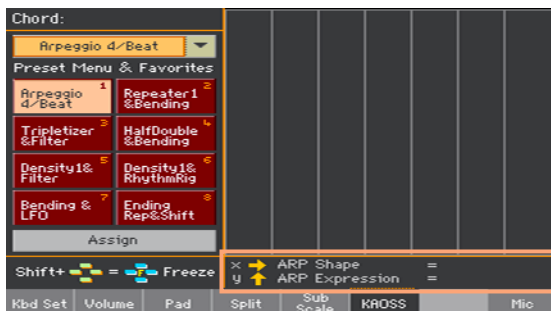 Chord:
Arpeggio 4/Beat
Preset Menu & Favorites
Arpeggio 4/Beat 1
Repeater1 &Bending 2
Tripletizer &Filter 3
HalfDouble &Bending 4
Density1& Filter 5
Density1& RhythmRig 6
Bending & LFO 7
Ending Rep&Shift 8
Assign
Shift+ = F Freeze
x ARP Shape =
y ARP Expression =
Kbd Set Volume Pad Split Sub Scale KAOSS Mic